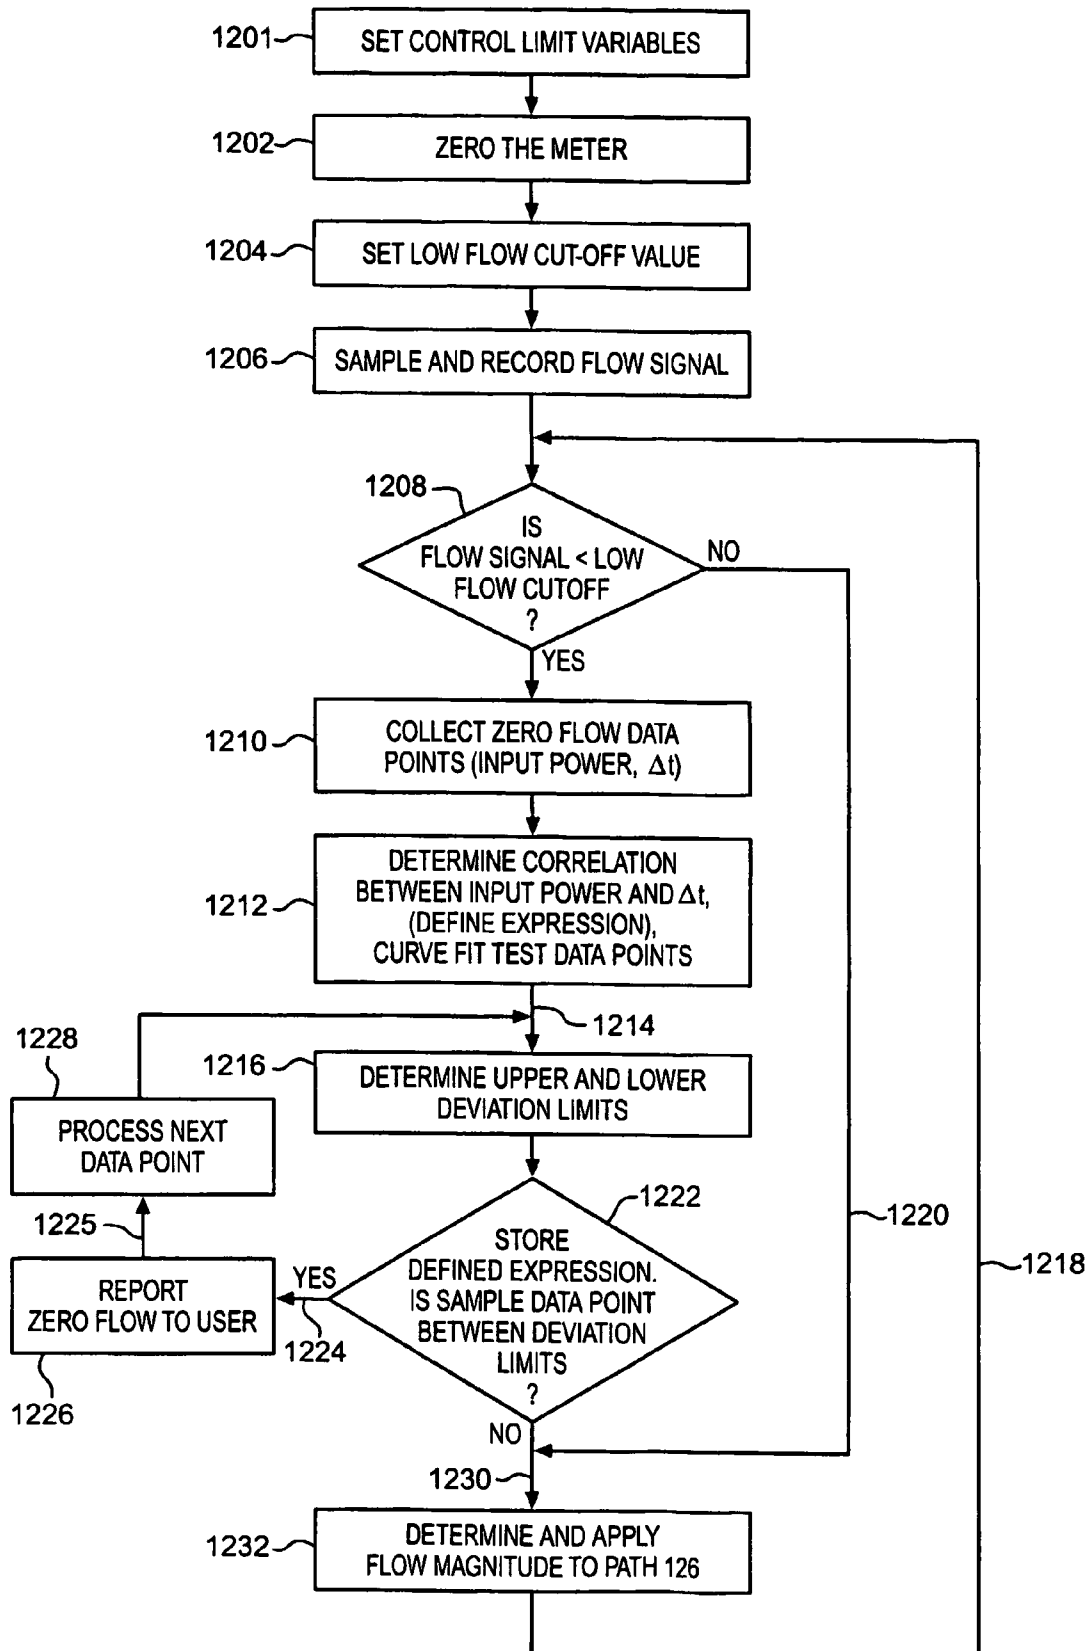 1201
SET CONTROL LIMIT VARIABLES
1202
ZERO THE METER
1204
SET LOW FLOW CUT-OFF VALUE
1206
SAMPLE AND RECORD FLOW SIGNAL
1208
IS
FLOW SIGNAL < LOW
FLOW CUTOFF
?
NO
YES
1210
COLLECT ZERO FLOW DATA
POINTS (INPUT POWER, Δt)
1212
DETERMINE CORRELATION
BETWEEN INPUT POWER AND Δt,
(DEFINE EXPRESSION),
CURVE FIT TEST DATA POINTS
1214
1228
PROCESS NEXT
DATA POINT
1216
DETERMINE UPPER AND LOWER
DEVIATION LIMITS
1222
STORE
DEFINED EXPRESSION.
IS SAMPLE DATA POINT
BETWEEN DEVIATION
LIMITS
?
1220
1218
1225
YES
1224
REPORT
ZERO FLOW TO USER
1226
NO
1230
1232
DETERMINE AND APPLY
FLOW MAGNITUDE TO PATH 126